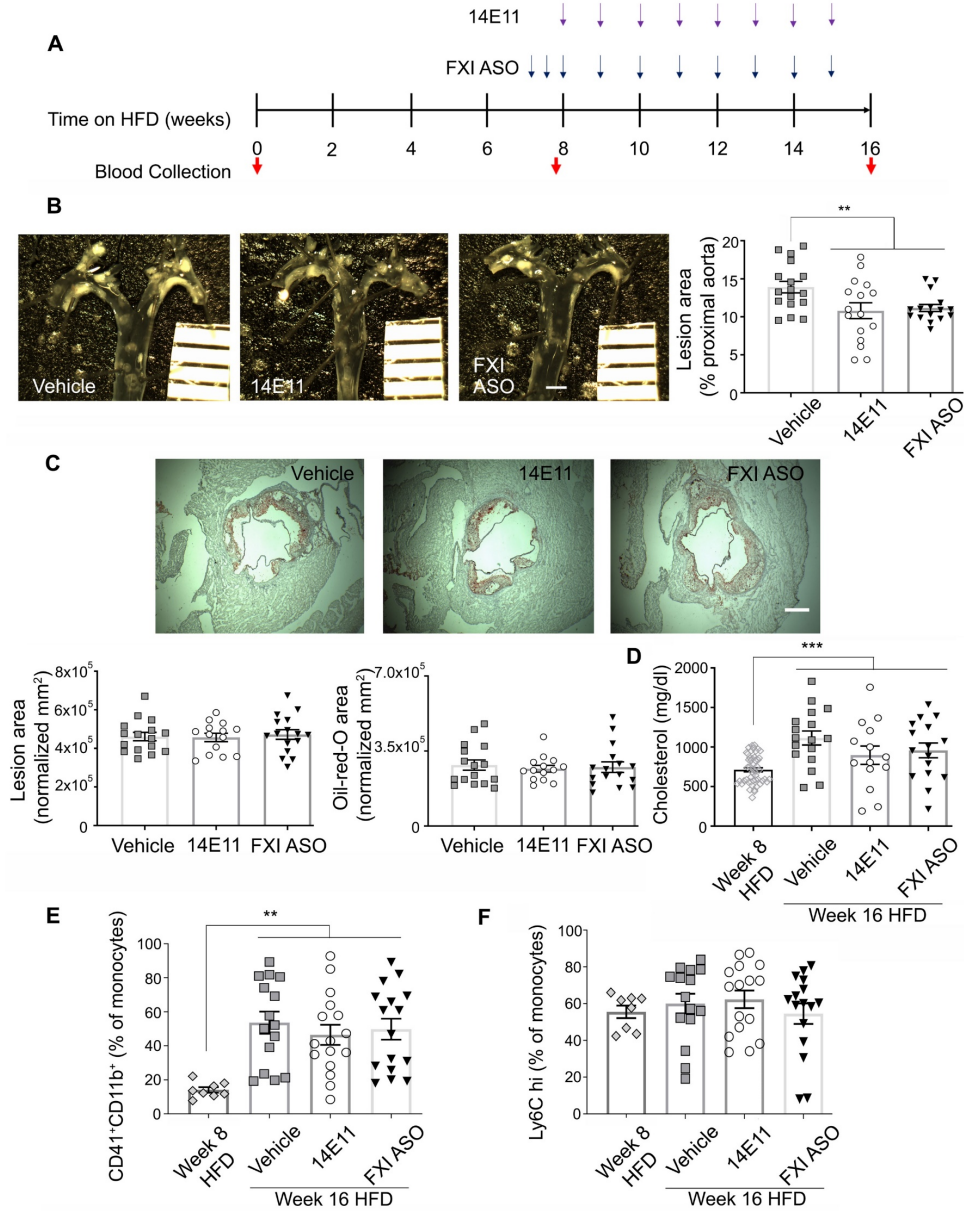 14E11
A
FXI ASO
Time on HFD (weeks)
0 2 4 6 8 10 12 14 16
Blood Collection
B
Vehicle
14E11
FXI
ASO
**
Lesion area
(% proximal aorta)
20
15
10
5
0
Vehicle
14E11
FXI ASO
C
Vehicle
14E11
FXI ASO
Lesion area
(normalized mm²)
8x10⁵
6x10⁵
4x10⁵
2x10⁵
0
Vehicle 14E11 FXI ASO
Oil-red-O area
(normalized mm²)
7.0x10⁵
3.5x10⁵
0
Vehicle 14E11 FXI ASO
D
***
Cholesterol (mg/dl)
2000
1500
1000
500
0
Week 8
HFD
Vehicle
14E11
FXI ASO
Week 16 HFD
E
**
CD41⁺CD11b⁺ (% of monocytes)
100
80
60
40
20
0
Week 8
HFD
Vehicle
14E11
FXI ASO
Week 16 HFD
F
Ly6C hi (% of monocytes)
100
80
60
40
20
0
Week 8
HFD
Vehicle
14E11
FXI ASO
Week 16 HFD